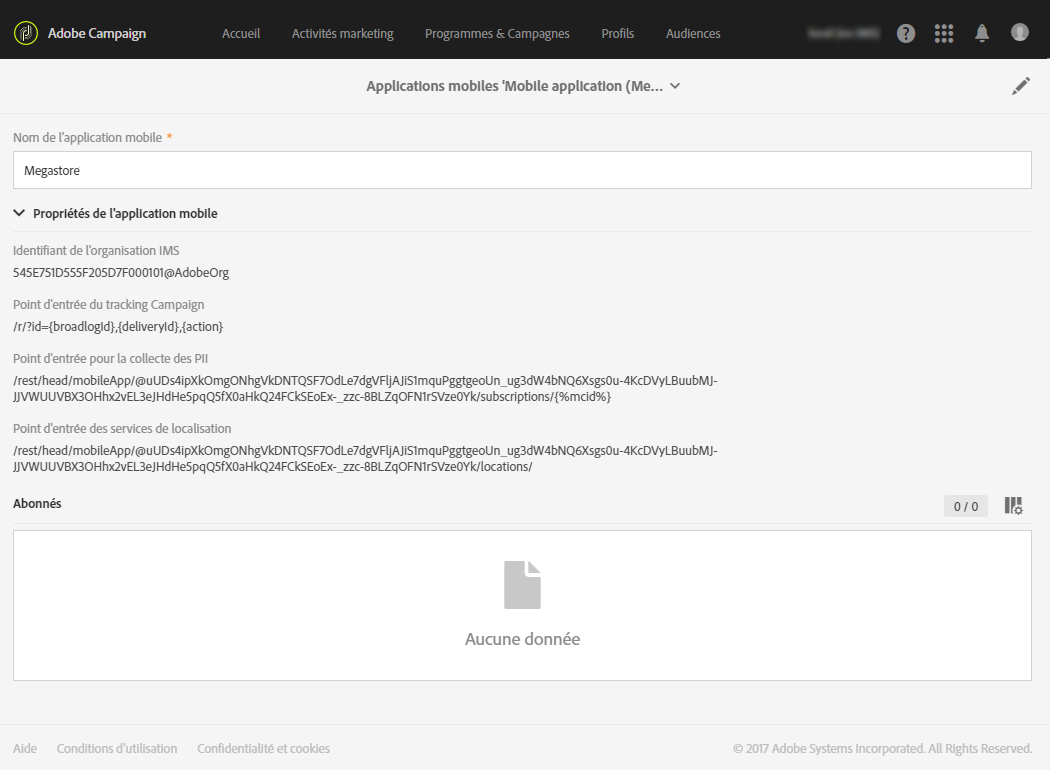 Adobe Campaign Accueil Activités marketing Programmes & Campagnes Profils Audiences
Applications mobiles 'Mobile application (Me...
Nom de l'application mobile *
Megastore
Propriétés de l'application mobile
Identifiant de l'organisation IMS
545E751D555F205D7F000101@AdobeOrg
Point d'entrée du tracking Campaign
/r/?id={broadlogId},{deliveryId},{action}
Point d'entrée pour la collecte des PII
/rest/head/mobileApp/@uUDs4ipXkOmgONhgVkDNTQSF7OdLe7dgVFljAJiS1mquPggtgeoUn_ug3dW4bNQ6Xsgs0u-4KcDVyLBuubMJ-
JJVWUUVBX3OHhx2vEL3eJHdHe5pqQ5fX0aHkQ24FCkSEoEx-_zzc-8BLZqOFN1rSVze0Yk/subscriptions/{%mcid%}
Point d'entrée des services de localisation
/rest/head/mobileApp/@uUDs4ipXkOmgONhgVkDNTQSF7OdLe7dgVFljAJiS1mquPggtgeoUn_ug3dW4bNQ6Xsgs0u-4KcDVyLBuubMJ-
JJVWUUVBX3OHhx2vEL3eJHdHe5pqQ5fX0aHkQ24FCkSEoEx-_zzc-8BLZqOFN1rSVze0Yk/locations/
Abonnés 0 / 0
Aucune donnée
Aide Conditions d'utilisation Confidentialité et cookies © 2017 Adobe Systems Incorporated. All Rights Reserved.